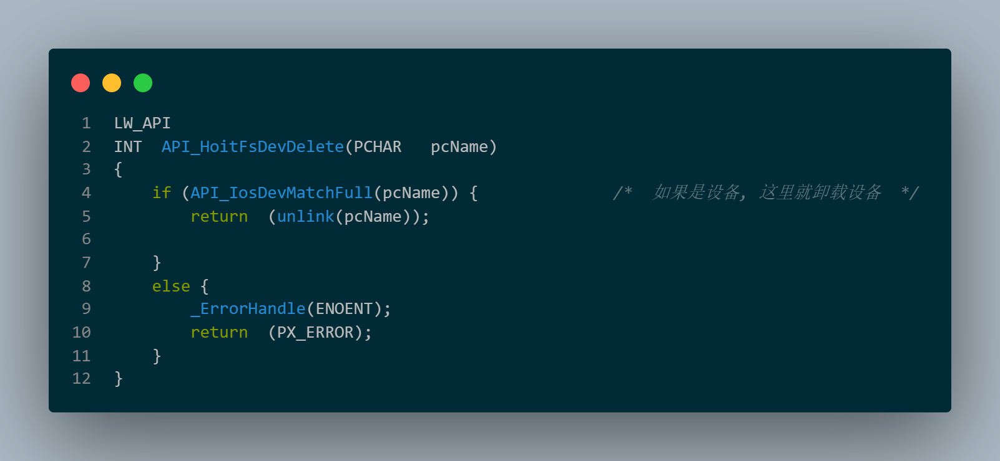 1 LW_API
2 INT  API_HoitFsDevDelete(PCHAR   pcName)
3 {
4     if (API_IosDevMatchFull(pcName)) {              /*  如果是设备, 这里就卸载设备  */
5         return  (unlink(pcName));
6
7     }
8     else {
9         _ErrorHandle(ENOENT);
10         return  (PX_ERROR);
11     }
12 }